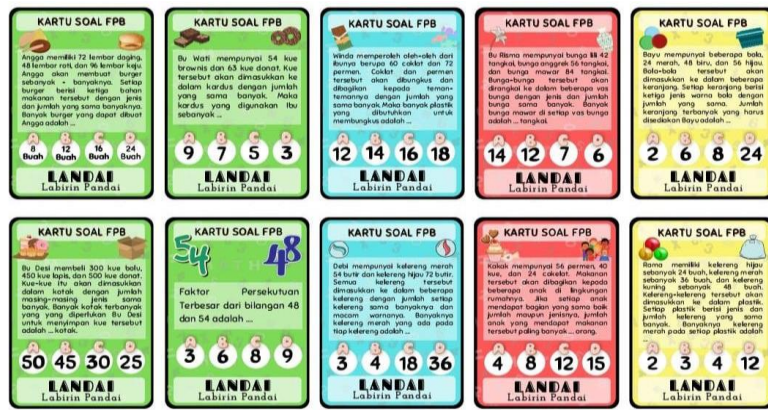 KARTU SOAL FPB
Angga memiliki 72 lembar daging,
48 lembar roti, dan 96 lembar keju.
Angga akan membuat burger
sebanyak - banyaknya. Setiap
burger berisi ketiga bahan
makanan tersebut dengan jenis
dan jumlah yang sama banyaknya.
Banyak burger yang dapat dibuat
Angga adalah ...
A B C D
8 Buah 12 Buah 16 Buah 24 Buah
LANDAI
Labirin Pandai
KARTU SOAL FPB
Bu Wati mempunyai 54 kue
brownis dan 63 kue donat. Kue
tersebut akan dimasukkan ke
dalam kardus dengan jumlah
yang sama banyak. Maka
kardus yang digunakan Ibu
sebanyak ...
A B C D
9 7 5 3
LANDAI
Labirin Pandai
KARTU SOAL FPB
Winda memperoleh oleh-oleh dari
ibunya berupa 60 coklat dan 72
permen. Coklat dan permen
tersebut akan dibungkus dan
dibagikan kepada teman-
temannya dengan jumlah yang
sama banyak. Maka banyak plastik
yang dibutuhkan untuk
membungkus adalah ...
A B C D
12 14 16 18
LANDAI
Labirin Pandai
KARTU SOAL FPB
Bu Risma mempunyai bunga 42
tangkai, bunga anggrek 56 tangkai,
dan bunga mawar 84 tangkai.
Bunga-bunga tersebut akan
dirangkai ke dalam beberapa vas
bunga dengan jenis dan jumlah
bunga sama banyak. Banyak
bunga mawar di setiap vas bunga
adalah ... tangkai.
A B C D
14 12 7 6
LANDAI
Labirin Pandai
KARTU SOAL FPB
Bayu mempunyai beberapa bola,
24 merah, 48 biru, dan 56 hijau.
Bola-bola tersebut akan
dimasukkan ke dalam beberapa
keranjang. Setiap keranjang berisi
ketiga jenis warna bola dengan
jumlah yang sama. Jumlah
keranjang terbanyak yang harus
disediakan Bayu adalah ...
A B C D
2 6 8 24
LANDAI
Labirin Pandai
KARTU SOAL FPB
Bu Desi membeli 300 kue bolu,
450 kue lapis, dan 500 kue donat.
Kue-kue itu akan dimasukkan
dalam kotak dengan jumlah
masing-masing jenis sama
banyak. Banyak kotak terbanyak
yang yang diperlukan Bu Desi
untuk menyimpan kue tersebut
adalah ... kotak.
A B C D
50 45 30 25
LANDAI
Labirin Pandai
KARTU SOAL FPB
54 48
Faktor Persekutuan
Terbesar dari bilangan 48
dan 54 adalah ...
A B C D
3 6 8 9
LANDAI
Labirin Pandai
KARTU SOAL FPB
Debi mempunyai kelereng merah
54 butir dan kelereng hijau 72 butir.
Semua kelereng tersebut
dimasukkan ke dalam beberapa
kelereng dengan jumlah setiap
kelereng sama banyaknya dan
macam warnanya. Banyaknya
kelereng merah yang ada pada
tiap kelereng adalah ...
A B C D
3 4 18 36
LANDAI
Labirin Pandai
KARTU SOAL FPB
Kakak mempunyai 56 permen, 40
kue, dan 24 cokelat. Makanan
tersebut akan dibagikan kepada
beberapa anak di lingkungan
rumahnya. Jika setiap anak
mendapat bagian yang sama baik
jumlah maupun jenisnya, jumlah
anak yang mendapat makanan
tersebut paling banyak ... orang.
A B C D
4 8 12 15
LANDAI
Labirin Pandai
KARTU SOAL FPB
Rama memiliki kelereng hijau
sebanyak 24 buah, kelereng merah
sebanyak 36 buah, dan kelereng
kuning sebanyak 48 buah.
Kelereng-kelereng tersebut akan
dimasukkan ke dalam plastik.
Setiap plastik berisi jenis dan
jumlah kelereng yang sama
banyak. Banyaknya kelereng
merah pada setiap plastik adalah
A B C D
2 3 4 12
LANDAI
Labirin Pandai